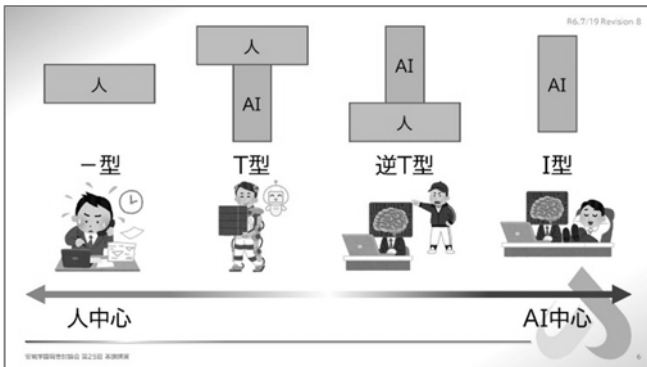 R6.7/19 Revision 8
人
人
AI
AI
人
AI
一型
T型
逆T型
I型
人中心
AI中心
6